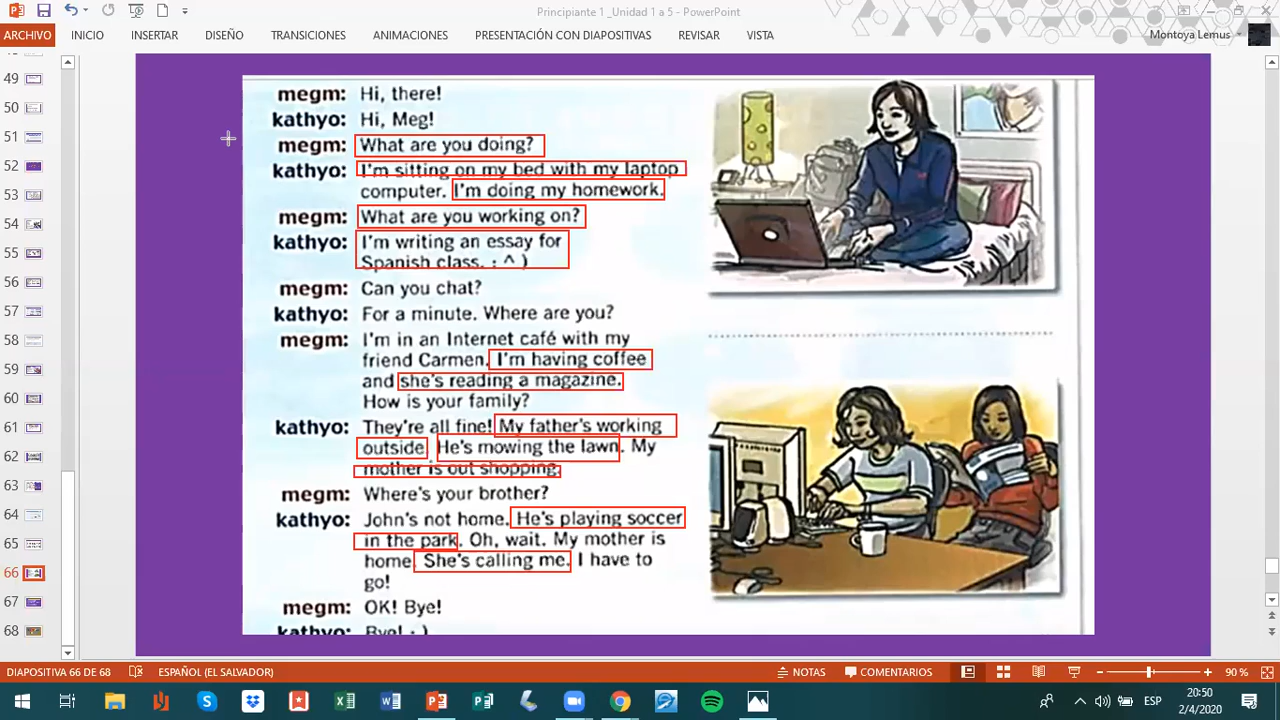 Principiante 1 _Unidad 1 a 5 - PowerPoint
ARCHIVO INICIO INSERTAR DISEÑO TRANSICIONES ANIMACIONES PRESENTACIÓN CON DIAPOSITIVAS REVISAR VISTA
Montoya Lemus
49
50
51
52
53
54
55
56
57
58
59
60
61
62
63
64
65
66
67
68
megm: Hi, there!
kathyo: Hi, Meg!
megm: What are you doing?
kathyo: I'm sitting on my bed with my laptop
computer. I'm doing my homework.
megm: What are you working on?
kathyo: I'm writing an essay for
Spanish class. : ^ )
megm: Can you chat?
kathyo: For a minute. Where are you?
megm: I'm in an Internet café with my
friend Carmen. I'm having coffee
and she's reading a magazine.
How is your family?
kathyo: They're all fine! My father's working
outside. He's mowing the lawn. My
mother is out shopping.
megm: Where's your brother?
kathyo: John's not home. He's playing soccer
in the park. Oh, wait. My mother is
home. She's calling me. I have to
go!
megm: OK! Bye!
kathyo: Bye! : )
DIAPOSITIVA 66 DE 68 ESPAÑOL (EL SALVADOR) NOTAS COMENTARIOS 90 %
ESP
20:50
2/4/2020